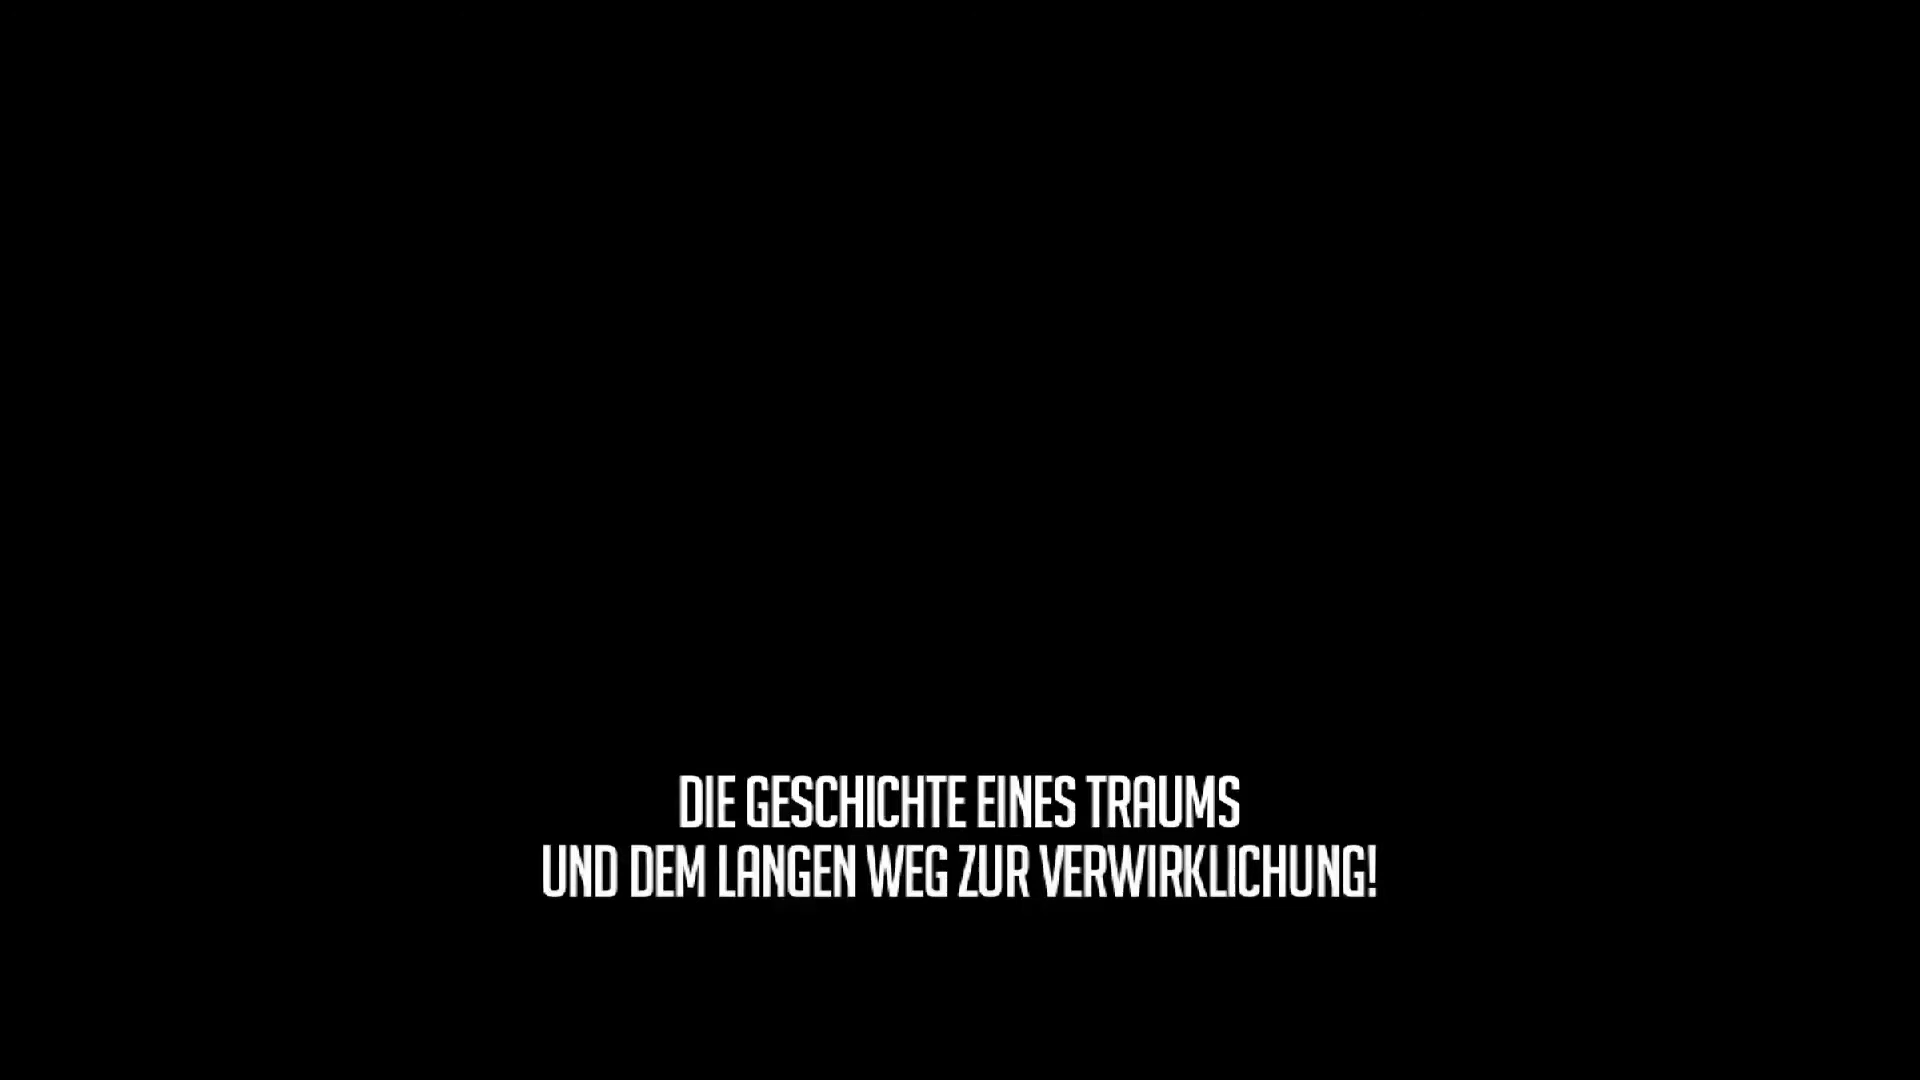 DIE GESCHICHTE EINES TRAUMS
UND DEM LANGEN WEG ZUR VERWIRKLICHUNG!